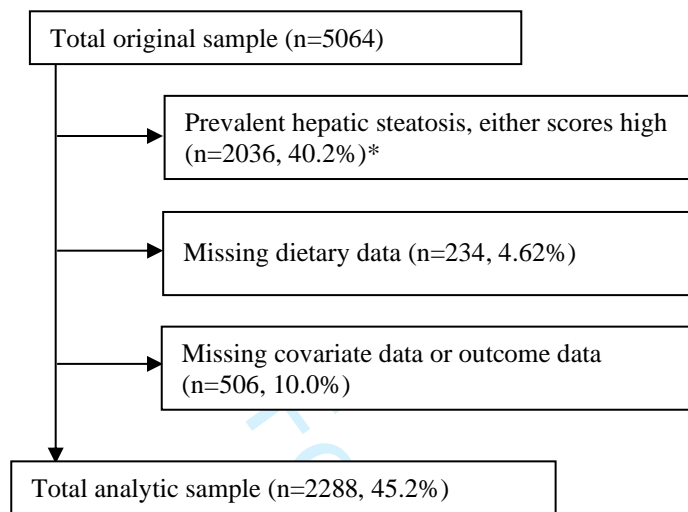 Total original sample (n=5064)
Prevalent hepatic steatosis, either scores high
(n=2036, 40.2%)*
Missing dietary data (n=234, 4.62%)
Missing covariate data or outcome data
(n=506, 10.0%)
Total analytic sample (n=2288, 45.2%)